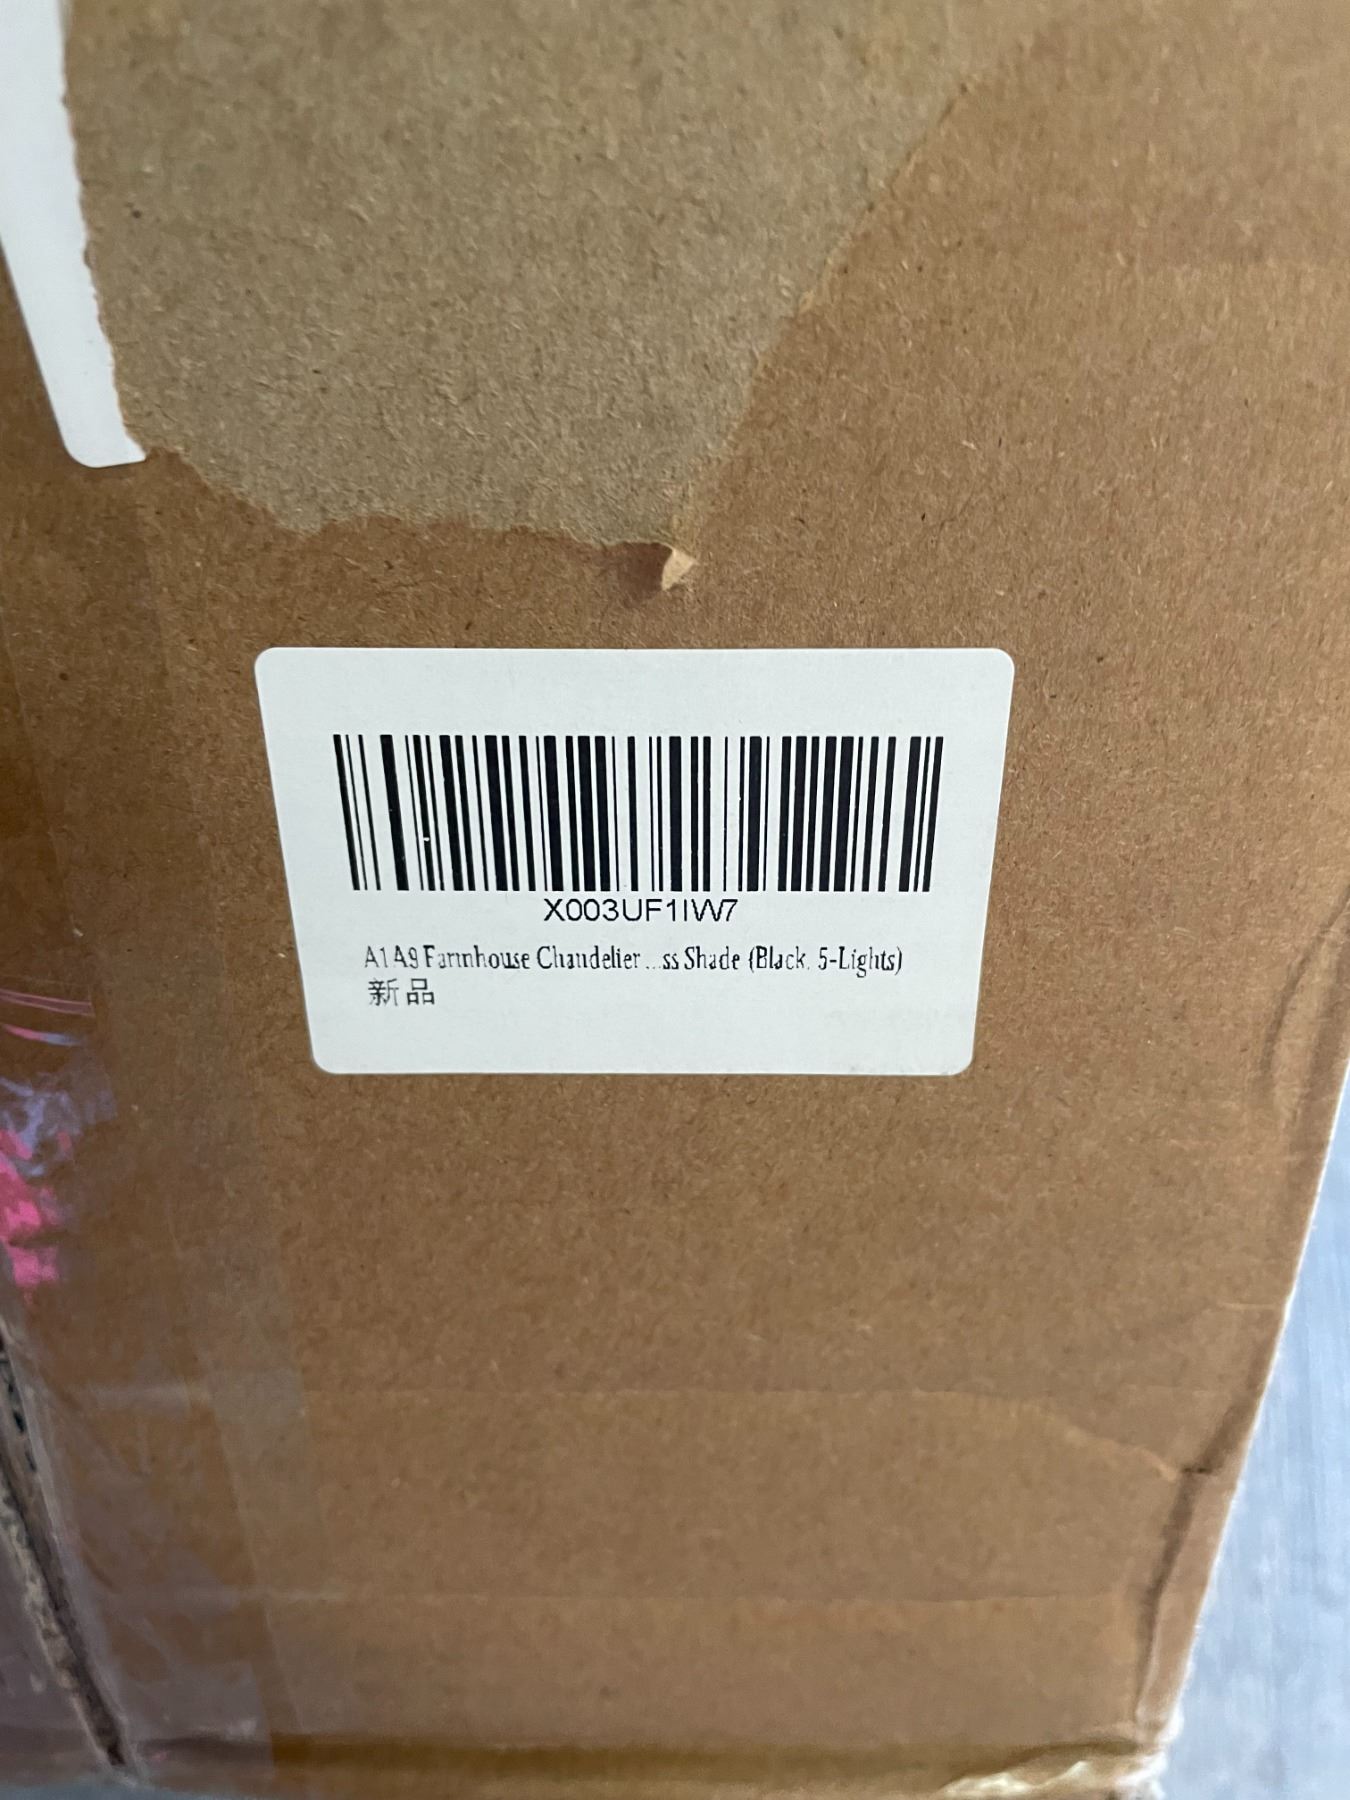 X003UF1IW7
A1A9 Farmhouse Chandelier ...ss Shade (Black, 5-Lights)
新品